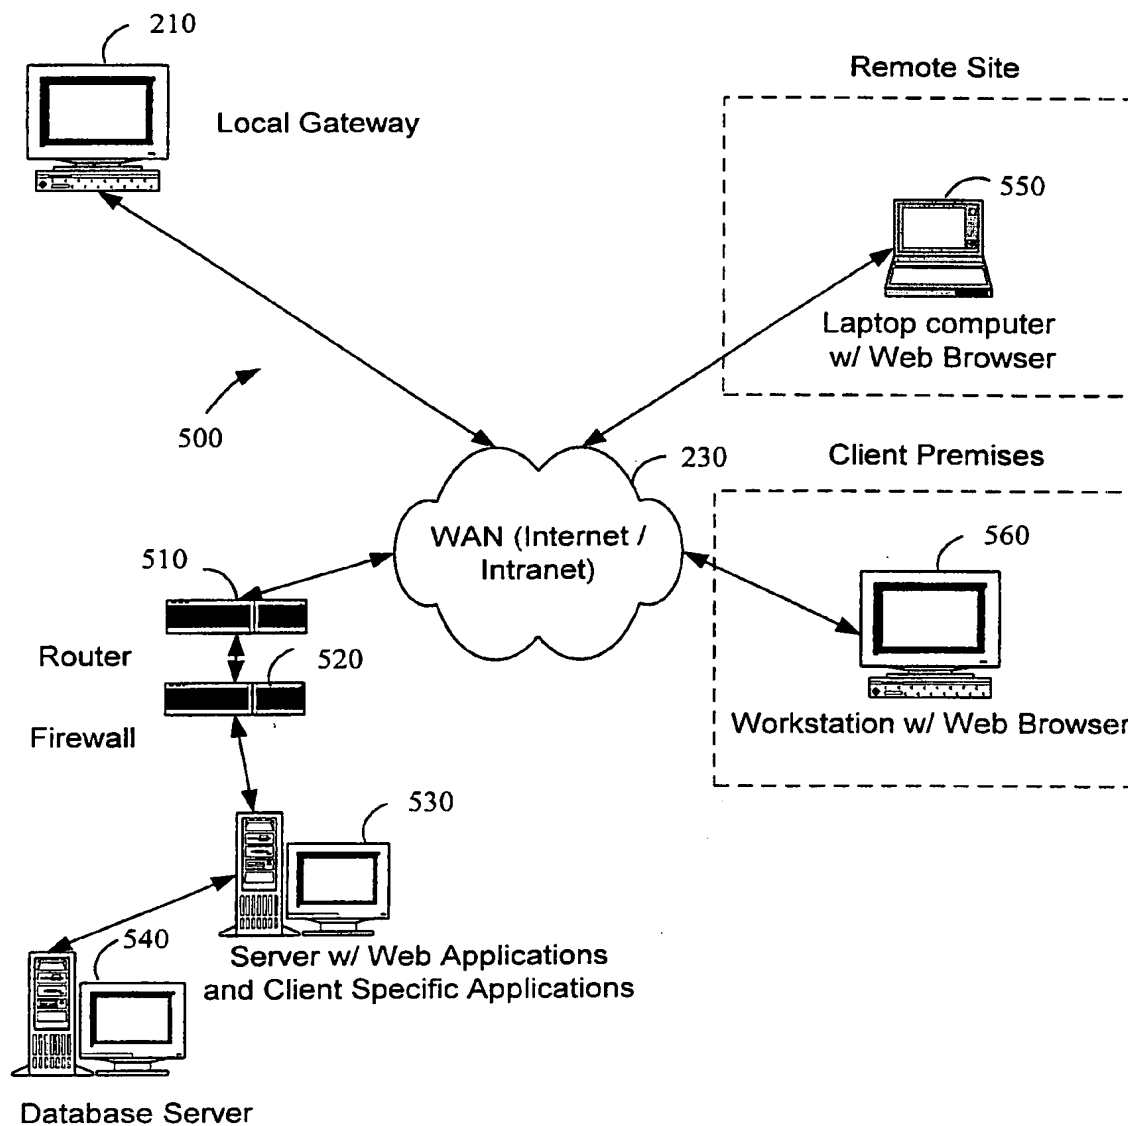 210
Local Gateway
Remote Site
550
Laptop computer
w/ Web Browser
500
230
Client Premises
WAN (Internet /
Intranet)
560
510
Router
520
Firewall
Workstation w/ Web Browser
530
Server w/ Web Applications
and Client Specific Applications
540
Database Server